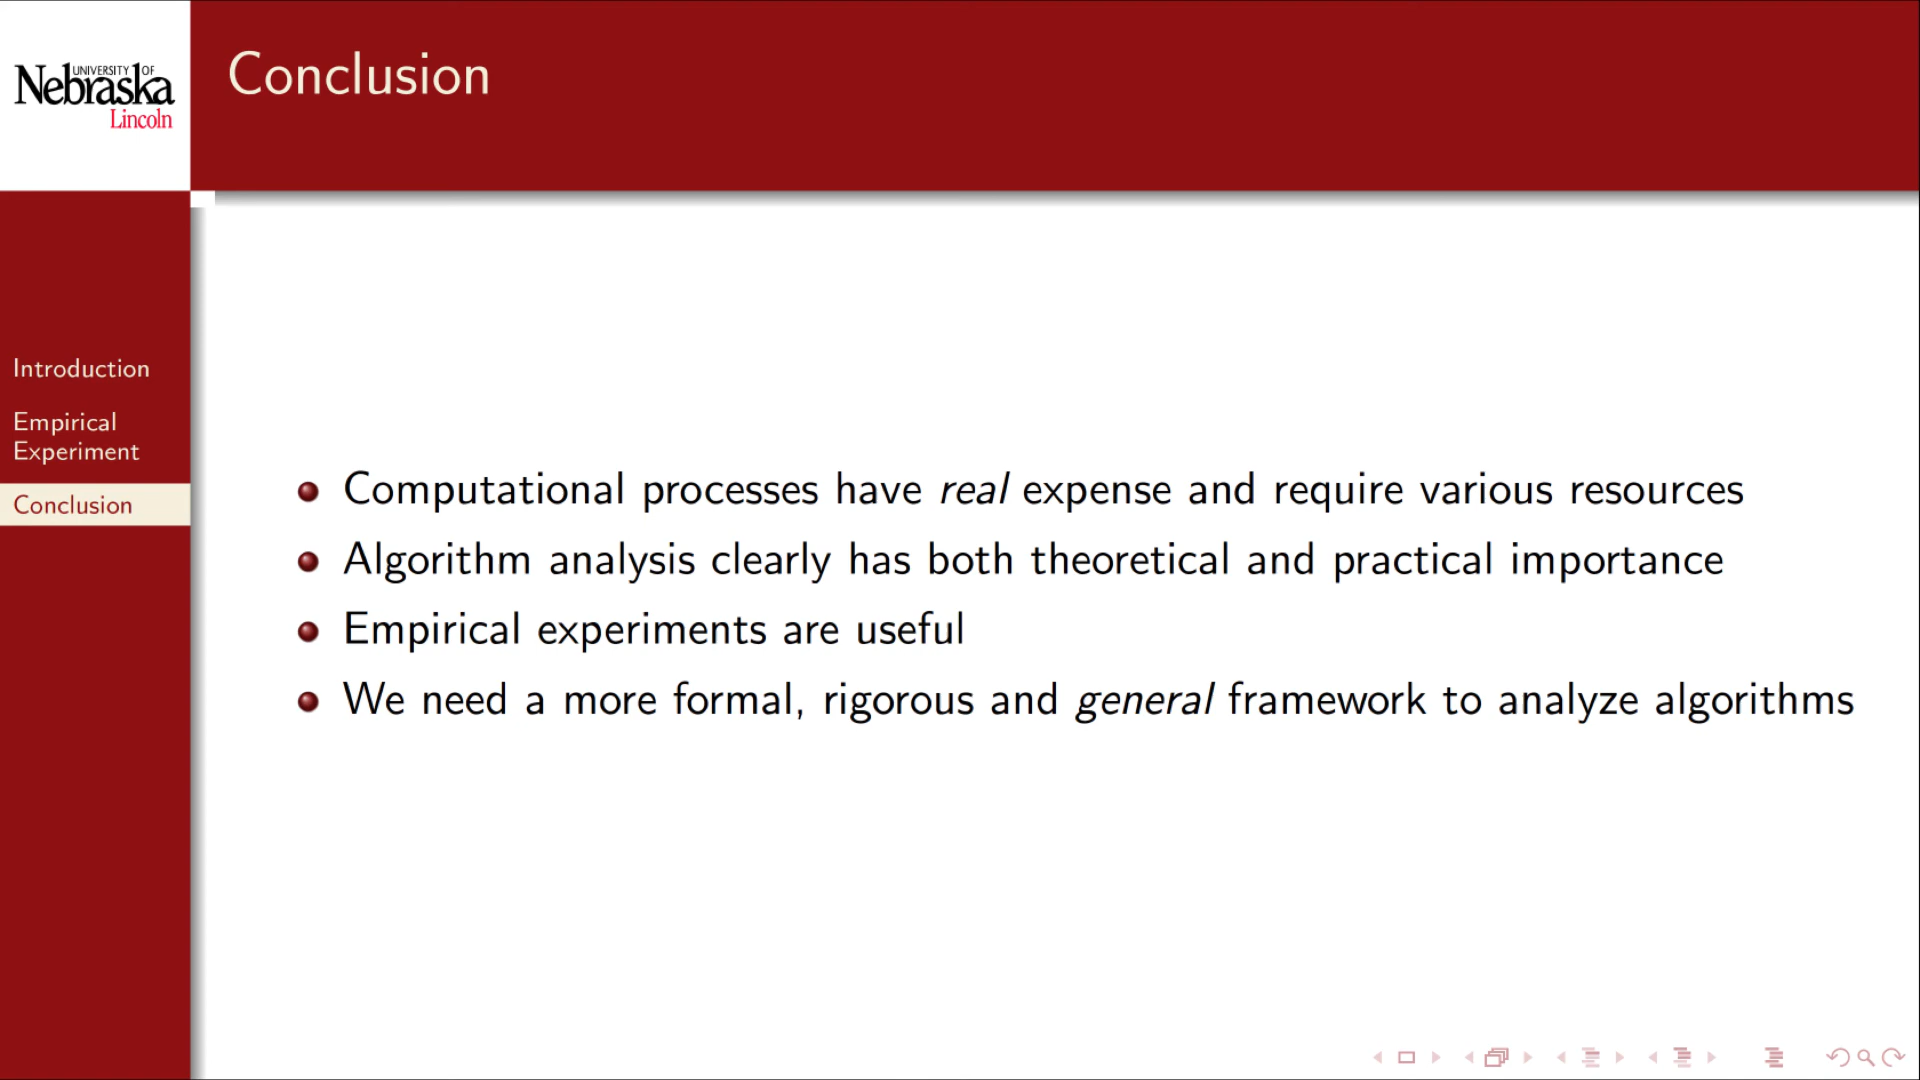 UNIVERSITY OF
Nebraska
Lincoln
Conclusion
Introduction
Empirical
Experiment
Conclusion
Computational processes have real expense and require various resources
Algorithm analysis clearly has both theoretical and practical importance
Empirical experiments are useful
We need a more formal, rigorous and general framework to analyze algorithms